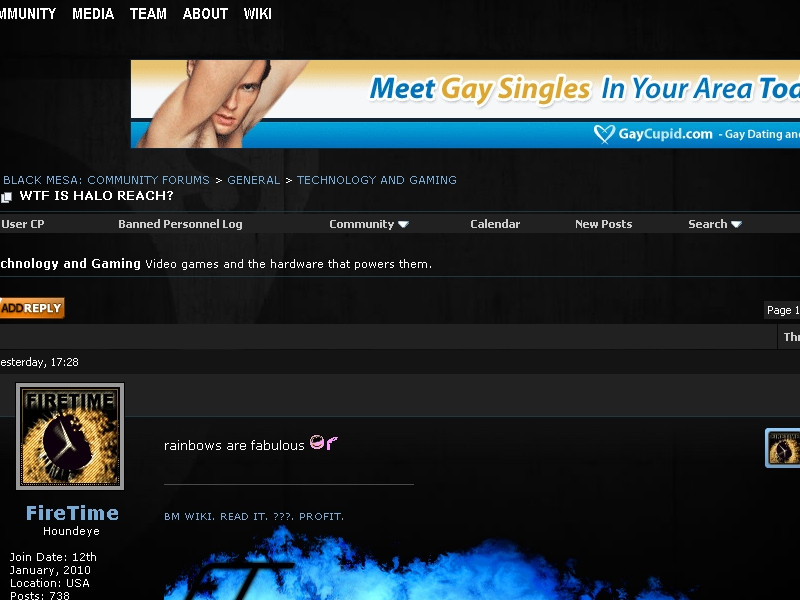 MMUNITY MEDIA TEAM ABOUT WIKI
Meet Gay Singles In Your Area Tod
GayCupid.com - Gay Dating and
BLACK MESA: COMMUNITY FORUMS > GENERAL > TECHNOLOGY AND GAMING
WTF IS HALO REACH?
User CP Banned Personnel Log Community Calendar New Posts Search
chnology and Gaming Video games and the hardware that powers them.
ADD REPLY
Page 1
Thr
esterday, 17:28
FIRETIME
rainbows are fabulous
FireTime
BM WIKI. READ IT. ???. PROFIT.
Houndeye
Join Date: 12th
January, 2010
Location: USA
Posts: 738